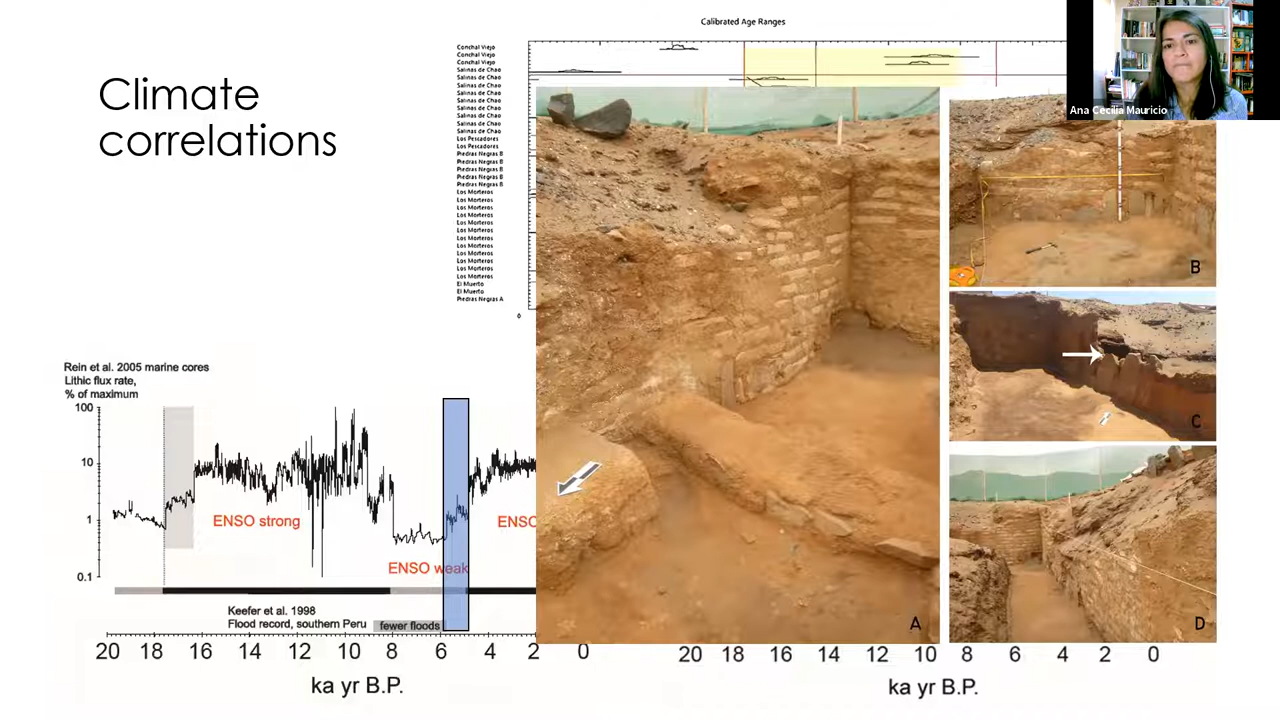 Climate
correlations
Calibrated Age Ranges
Ana Cecilia Mauricio
Conchal Viejo
Conchal Viejo
Conchal Viejo
Salinas de Chao
Salinas de Chao
Salinas de Chao
Salinas de Chao
Salinas de Chao
Salinas de Chao
Salinas de Chao
Salinas de Chao
Salinas de Chao
Los Pescadores
Los Pescadores
Piedras Negras B
Piedras Negras B
Piedras Negras B
Piedras Negras B
Piedras Negras B
Los Morteros
Los Morteros
Los Morteros
Los Morteros
Los Morteros
Los Morteros
Los Morteros
Los Morteros
Los Morteros
Los Morteros
Los Morteros
Los Morteros
El Muerto
El Muerto
Piedras Negras A
0
Rein et al. 2005 marine cores
Lithic flux rate,
% of maximum
100
10
1
0.1
ENSO strong
ENSO weak
ENSO
Keefer et al. 1998
Flood record, southern Peru
fewer floods
20 18 16 14 12 10 8 6 4 2 0
ka yr B.P.
20 18 16 14 12 10 8 6 4 2 0
ka yr B.P.
A
B
C
D